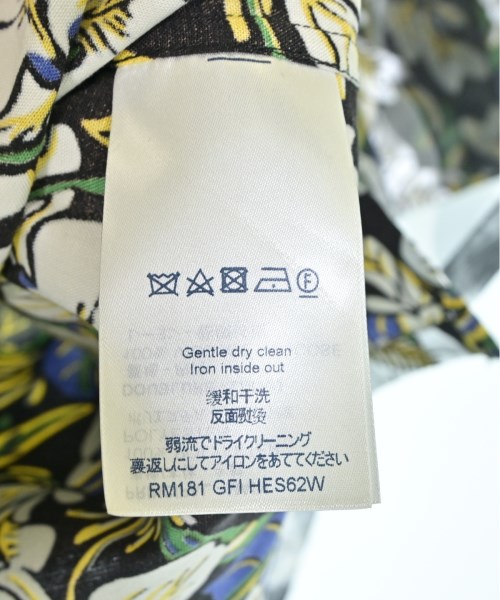 F
Gentle dry clean
Iron inside out
缓和干洗
反面熨烫
弱流でドライクリーニング
裏返しにしてアイロンをあててください
RM181 GFI HES62W